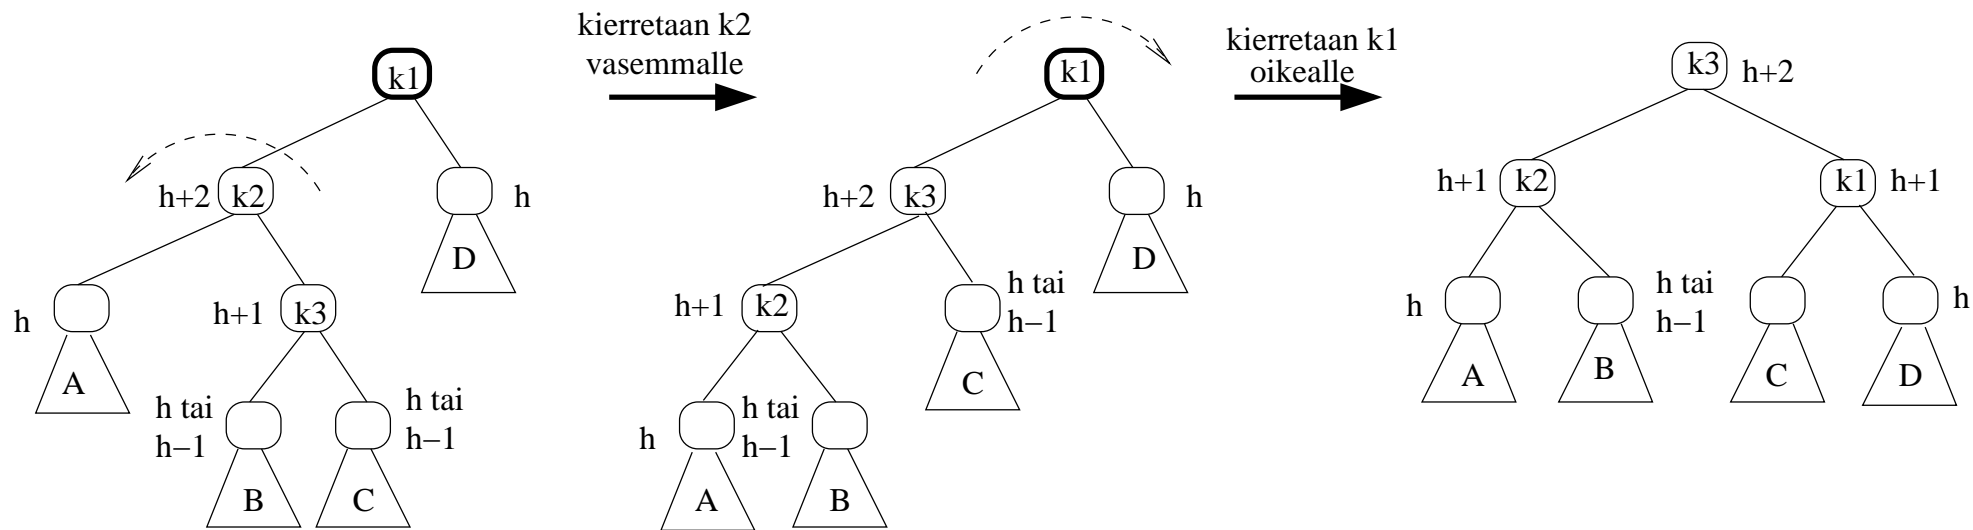 kierretaan k2
vasemmalle
kierretaan k1
oikealle
k1
h+2 k2
h
D
h
A
h+1 k3
h tai
h−1
B
h tai
h−1
C
k1
h+2 k3
h
D
h+1 k2
h tai
h−1
C
h
A
h tai
h−1
B
k3 h+2
h+1 k2
k1 h+1
h
A
h tai
h−1
B
C
h
D